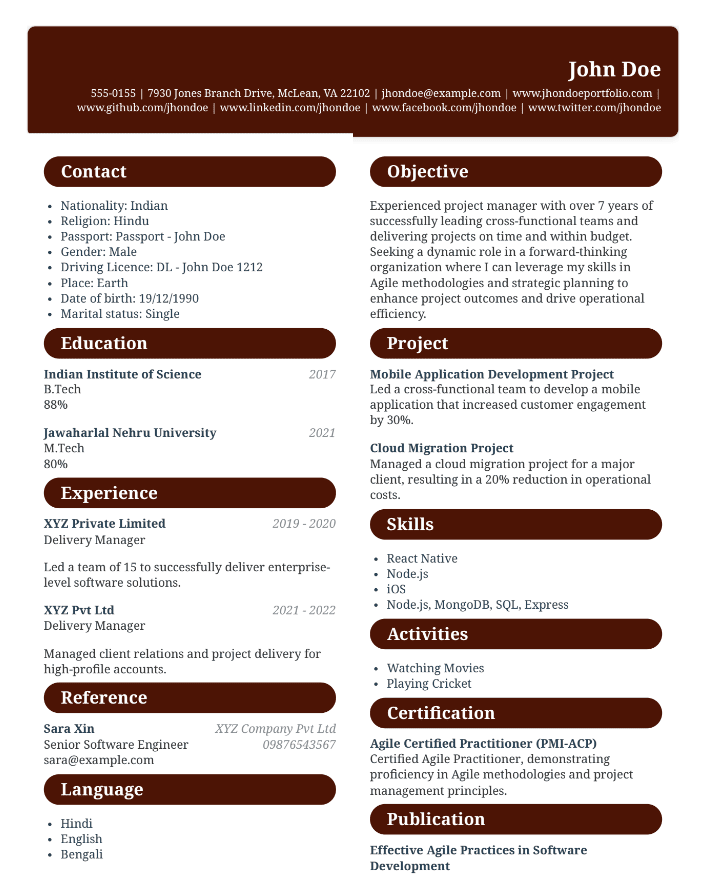 John Doe
555-0155 | 7930 Jones Branch Drive, McLean, VA 22102 | jhondoe@example.com | www.jhondoeportfolio.com |
www.github.com/jhondoe | www.linkedin.com/jhondoe | www.facebook.com/jhondoe | www.twitter.com/jhondoe
Contact
• Nationality: Indian
• Religion: Hindu
• Passport: Passport - John Doe
• Gender: Male
• Driving Licence: DL - John Doe 1212
• Place: Earth
• Date of birth: 19/12/1990
• Marital status: Single
Education
Indian Institute of Science 2017
B.Tech
88%
Jawaharlal Nehru University 2021
M.Tech
80%
Experience
XYZ Private Limited 2019 - 2020
Delivery Manager
Led a team of 15 to successfully deliver enterprise-
level software solutions.
XYZ Pvt Ltd 2021 - 2022
Delivery Manager
Managed client relations and project delivery for
high-profile accounts.
Reference
Sara Xin XYZ Company Pvt Ltd
Senior Software Engineer 09876543567
sara@example.com
Language
• Hindi
• English
• Bengali
Objective
Experienced project manager with over 7 years of
successfully leading cross-functional teams and
delivering projects on time and within budget.
Seeking a dynamic role in a forward-thinking
organization where I can leverage my skills in
Agile methodologies and strategic planning to
enhance project outcomes and drive operational
efficiency.
Project
Mobile Application Development Project
Led a cross-functional team to develop a mobile
application that increased customer engagement
by 30%.
Cloud Migration Project
Managed a cloud migration project for a major
client, resulting in a 20% reduction in operational
costs.
Skills
• React Native
• Node.js
• iOS
• Node.js, MongoDB, SQL, Express
Activities
• Watching Movies
• Playing Cricket
Certification
Agile Certified Practitioner (PMI-ACP)
Certified Agile Practitioner, demonstrating
proficiency in Agile methodologies and project
management principles.
Publication
Effective Agile Practices in Software
Development